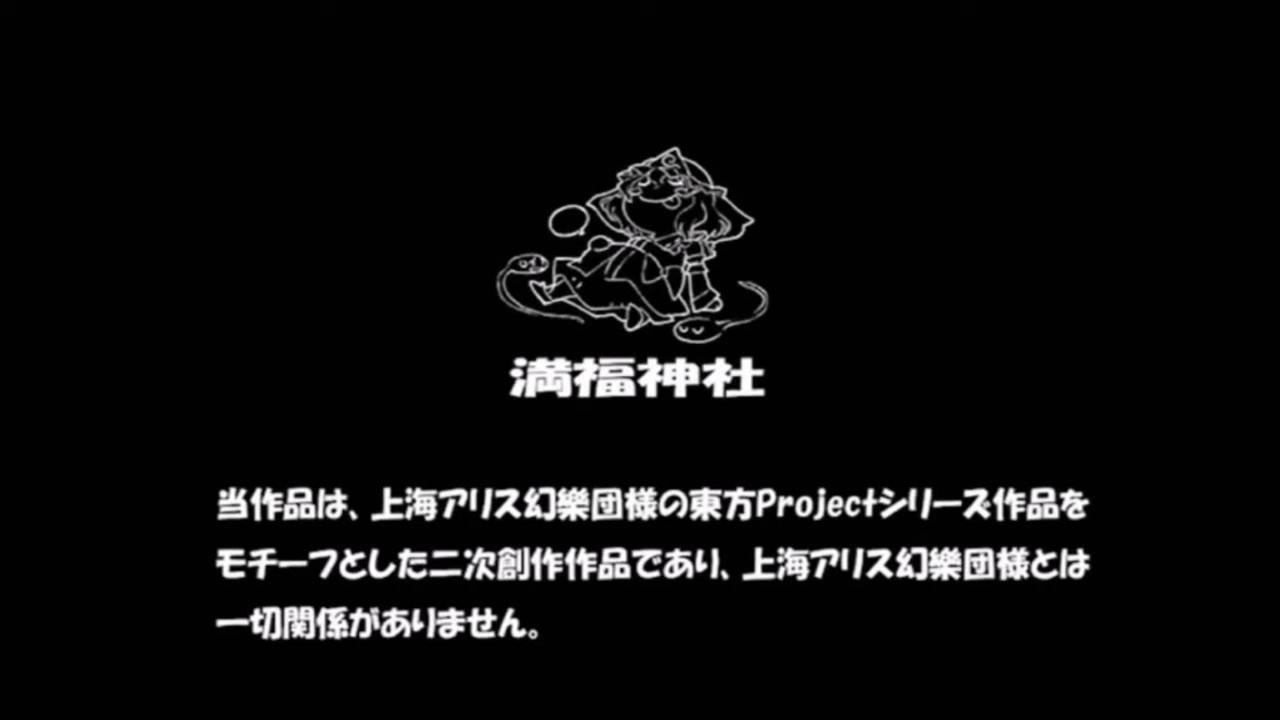 満福神社
当作品は、上海アリス幻樂団様の東方Projectシリーズ作品を
モチーフとした二次創作作品であり、上海アリス幻樂団様とは
一切関係がありません。